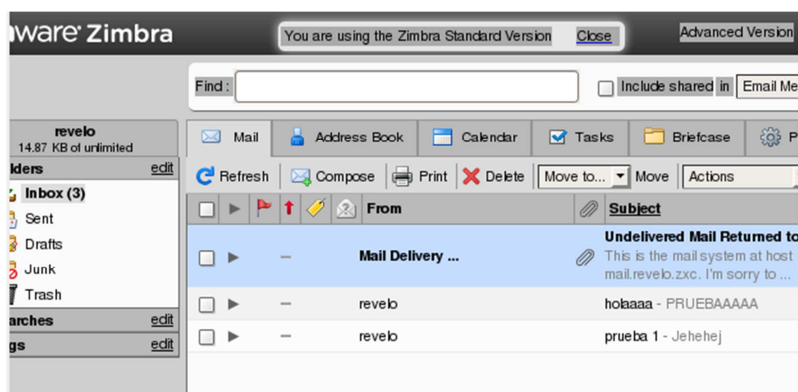 ware Zimbra
You are using the Zimbra Standard Version Close
Advanced Version
Find :
Include shared in
Email Me
revelo
14.87 KB of unlimited
lders edit
Inbox (3)
Sent
Drafts
Junk
Trash
arches edit
gs edit
Mail Address Book Calendar Tasks Briefcase P
Refresh Compose Print Delete Move to... Move Actions
From Subject
Mail Delivery ...
Undelivered Mail Returned to
This is the mail system at host
mail.revelo.zxc. I'm sorry to ...
revelo holaaaa - PRUEBAAAAA
revelo prueba 1 - Jehehej